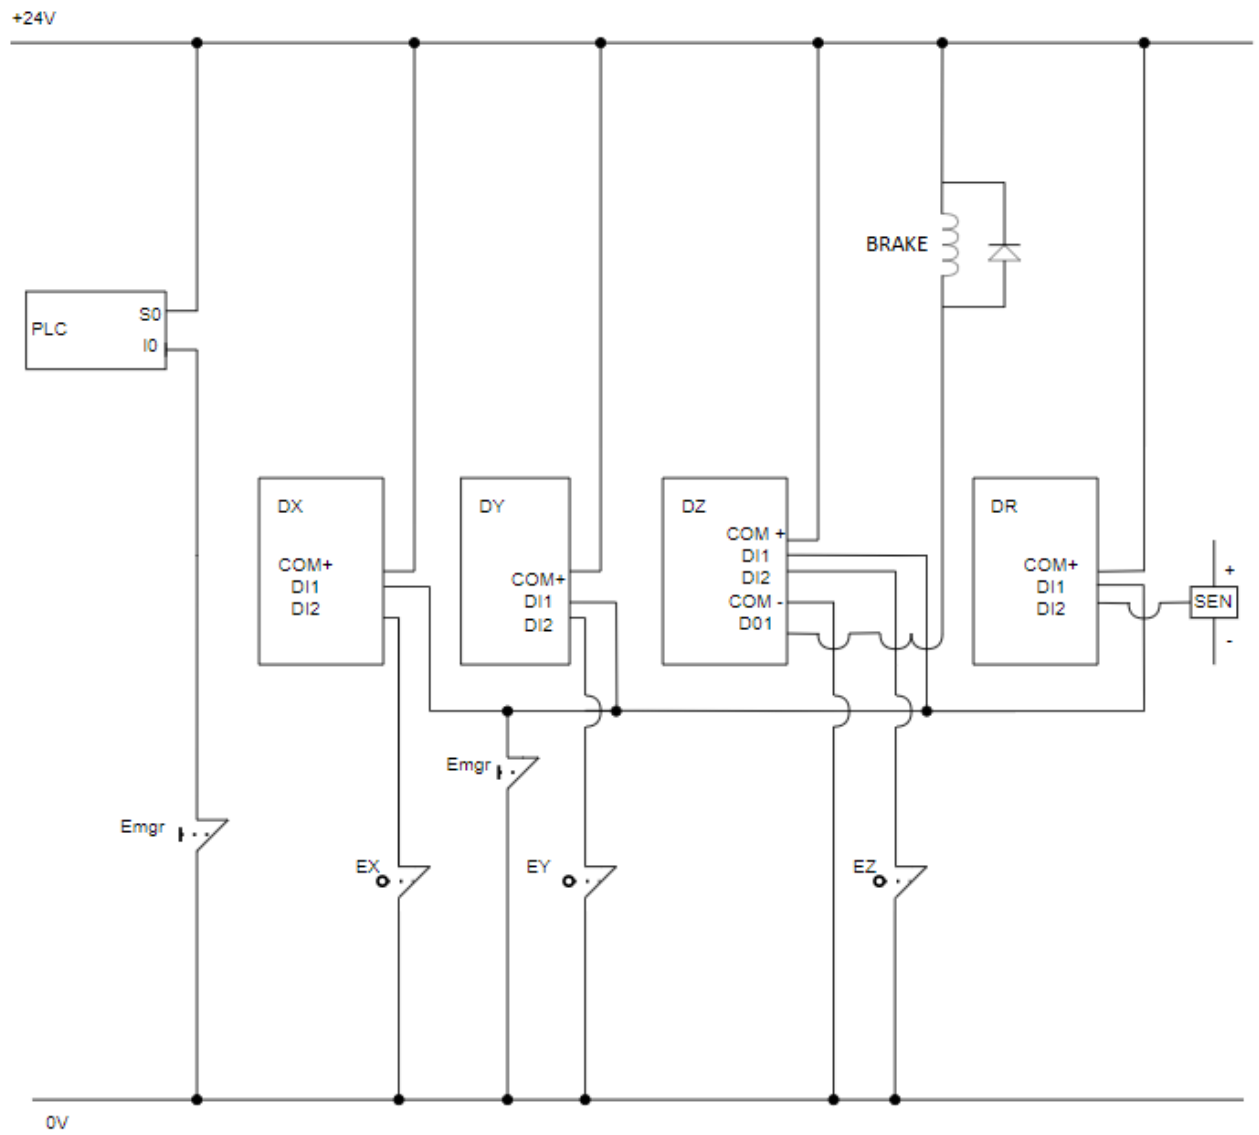 +24V
BRAKE
PLC
S0
I0
DX
COM+
DI1
DI2
DY
COM+
DI1
DI2
DZ
COM +
DI1
DI2
COM -
D01
DR
COM+
DI1
DI2
+
SEN
-
Emgr
Emgr
EX
EY
EZ
0V